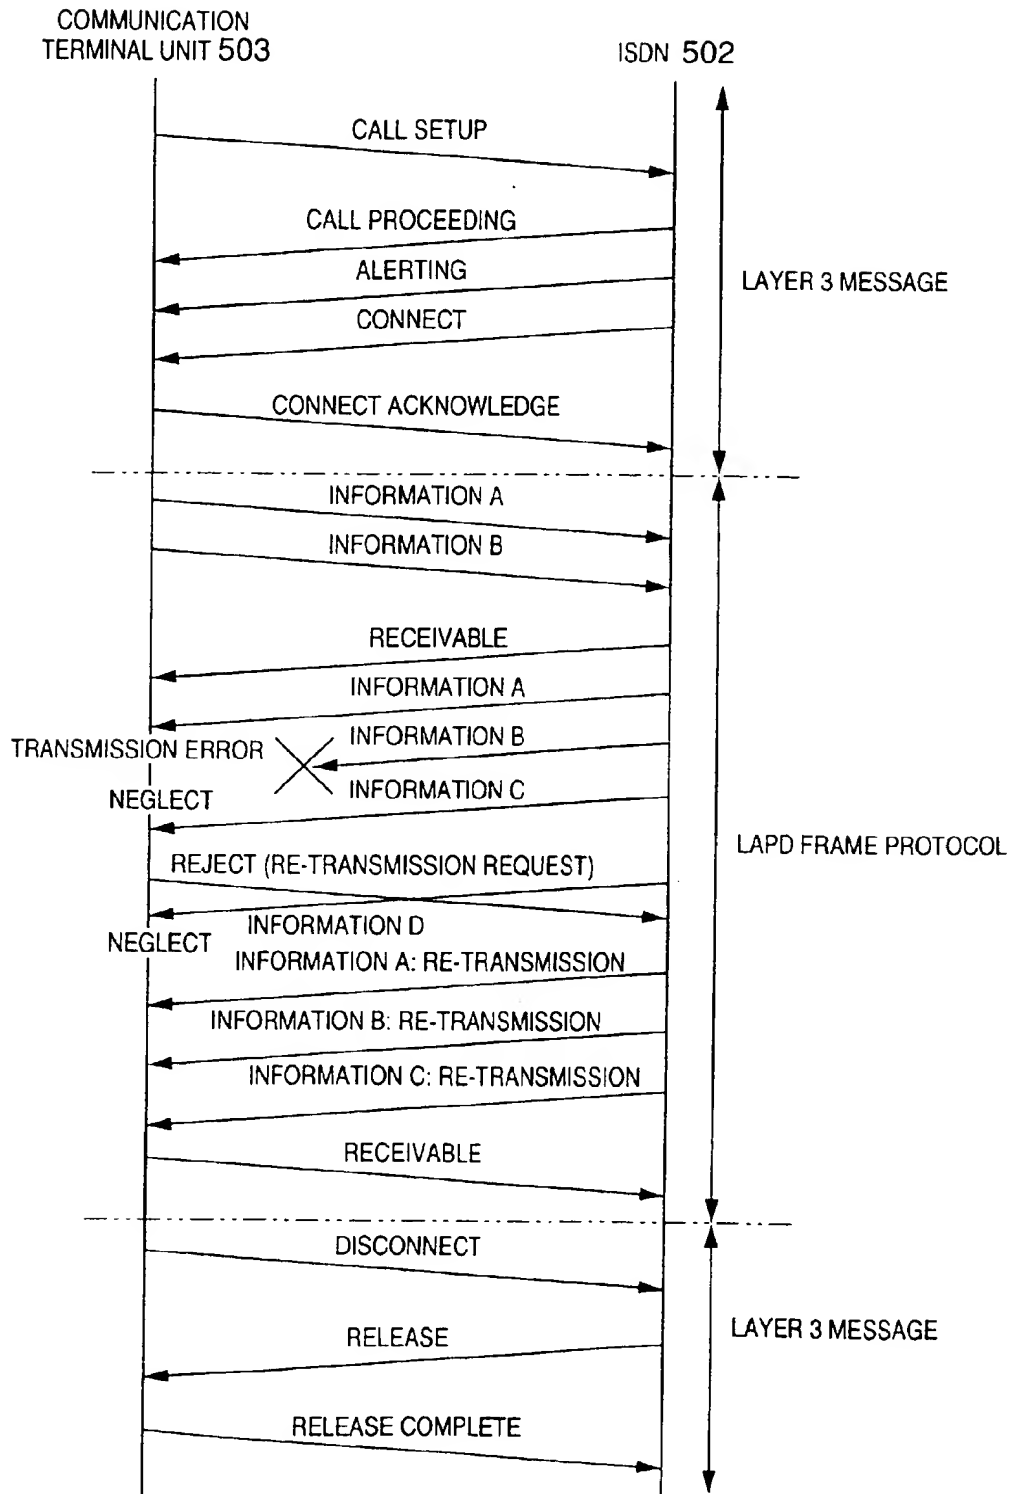 COMMUNICATION
TERMINAL UNIT 503
ISDN 502
CALL SETUP
CALL PROCEEDING
ALERTING
LAYER 3 MESSAGE
CONNECT
CONNECT ACKNOWLEDGE
INFORMATION A
INFORMATION B
RECEIVABLE
INFORMATION A
INFORMATION B
TRANSMISSION ERROR
INFORMATION C
NEGLECT
LAPD FRAME PROTOCOL
REJECT (RE-TRANSMISSION REQUEST)
INFORMATION D
NEGLECT
INFORMATION A: RE-TRANSMISSION
INFORMATION B: RE-TRANSMISSION
INFORMATION C: RE-TRANSMISSION
RECEIVABLE
DISCONNECT
LAYER 3 MESSAGE
RELEASE
RELEASE COMPLETE